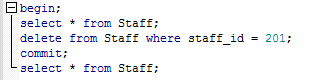 begin;
select * from Staff;
delete from Staff where staff_id = 201;
commit;
select * from Staff;